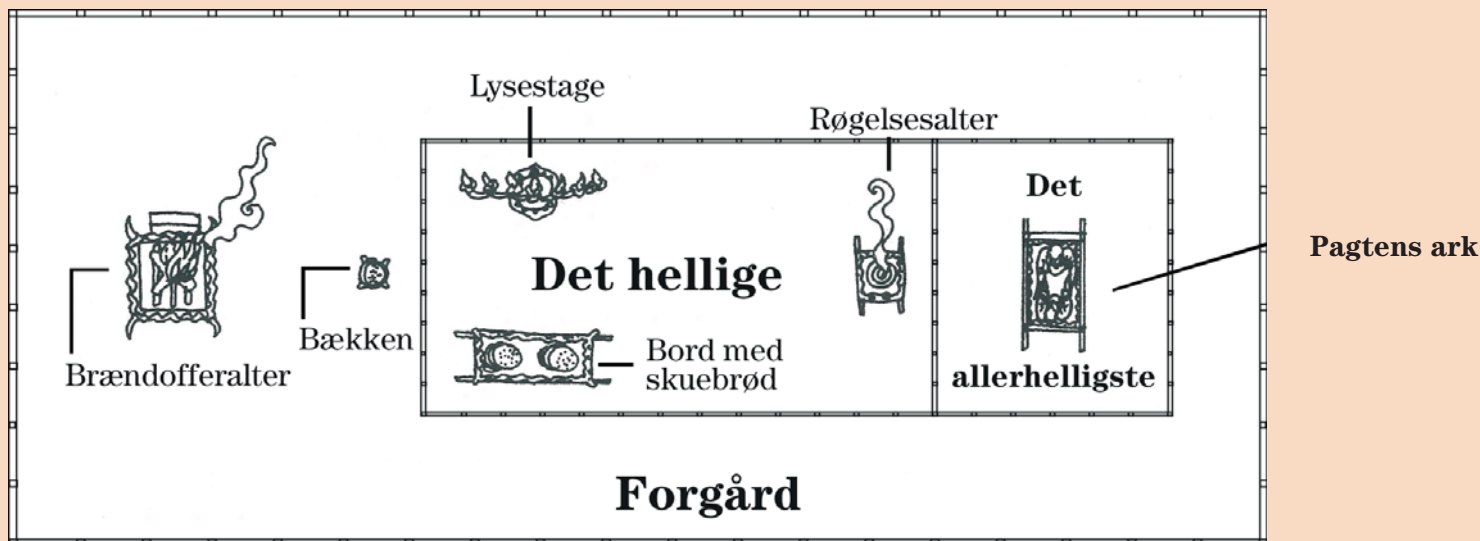 Lysestage
Røgelsesalter
Det
Pagtens ark
Det hellige
Bækken
Bord med
skuebrød
Brændofferalter
allerhelligste
Forgård